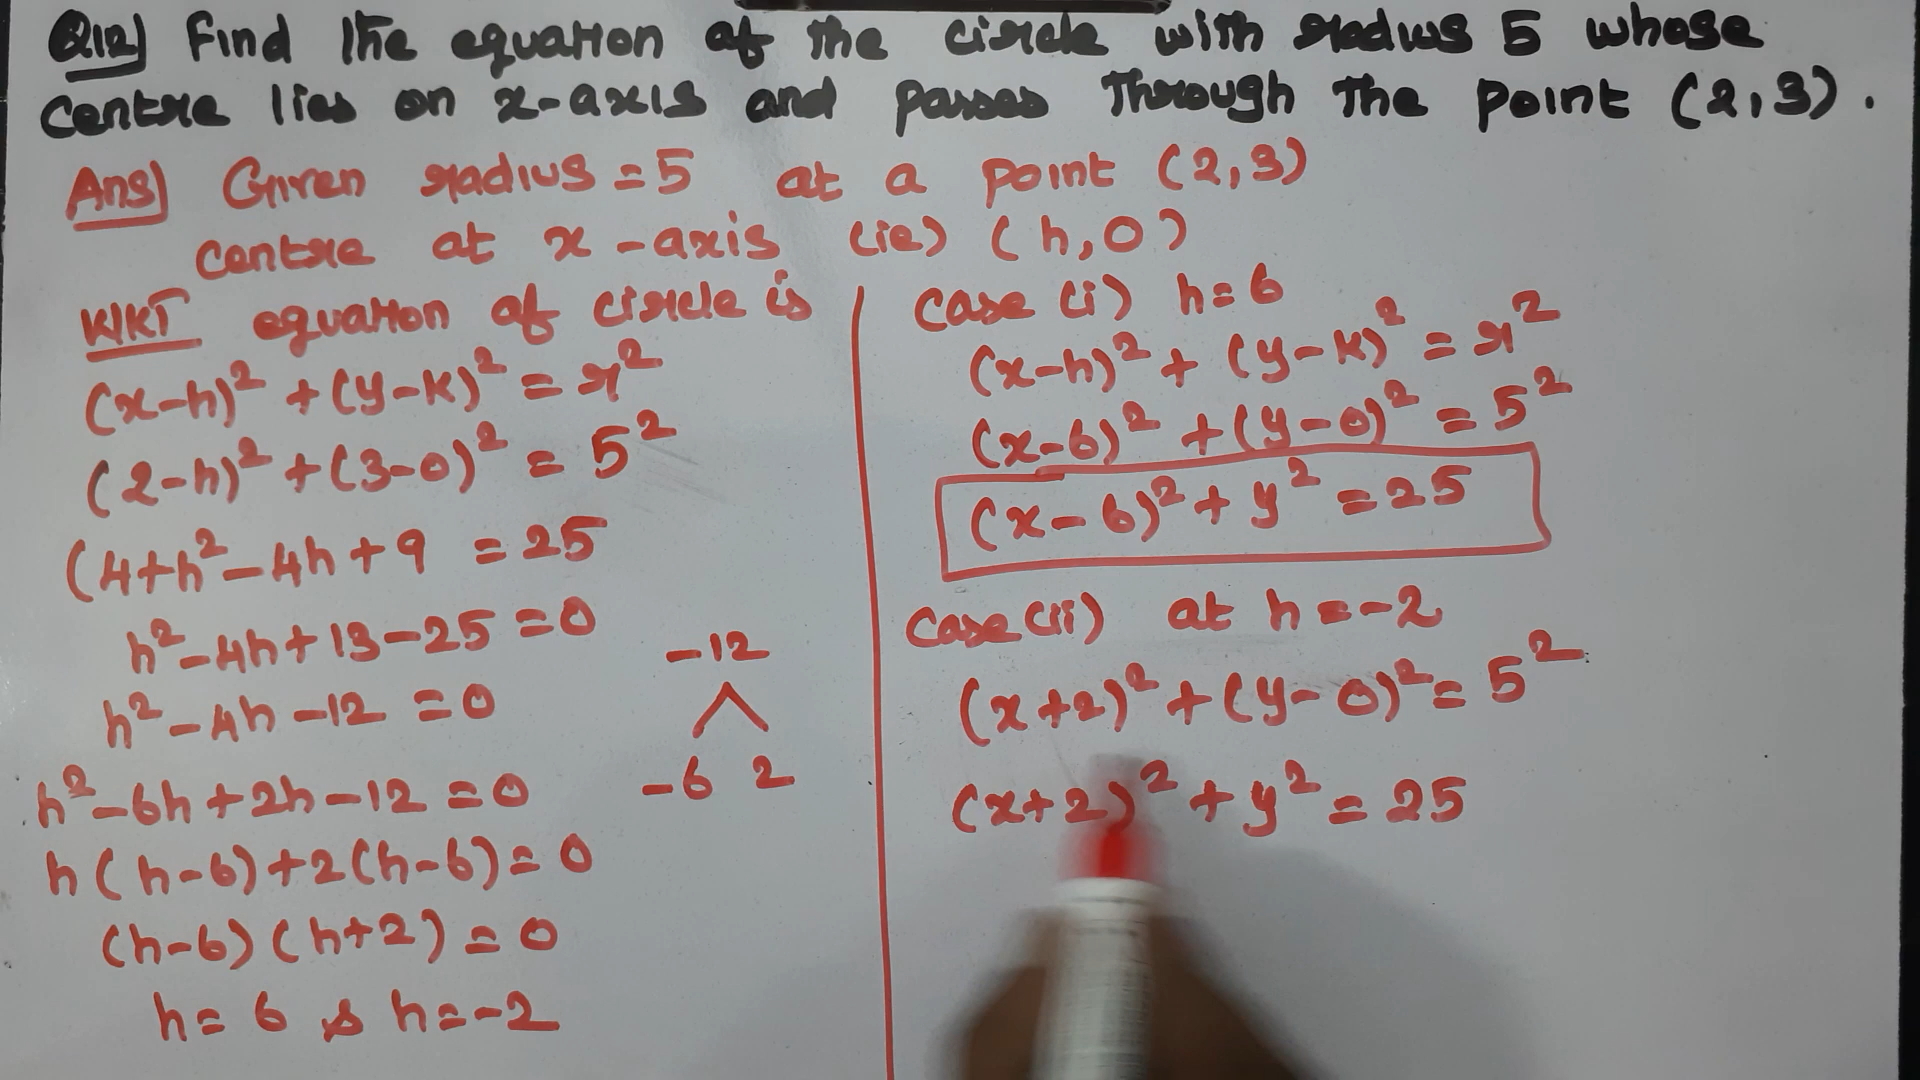 Q12) Find the equation of the circle with radius 5 whose
centre lies on x-axis and passes through the point (2,3).
Ans) Given radius = 5 at a point (2,3)
centre at x-axis (ie) (h,0)
WKT equation of circle is
(x-h)² + (y-k)² = r²
(2-h)² + (3-0)² = 5²
(4+h²-4h+9 = 25
h²-4h+13-25=0
h²-4h-12=0
-12
-6 2
h²-6h+2h-12=0
h(h-6)+2(h-6)=0
(h-6)(h+2)=0
h=6 & h=-2
case (i) h=6
(x-h)² + (y-k)² = r²
(x-6)² + (y-0)² = 5²
(x-6)² + y² = 25
case (ii) at h=-2
(x+2)² + (y-0)² = 5²
(x+2)² + y² = 25